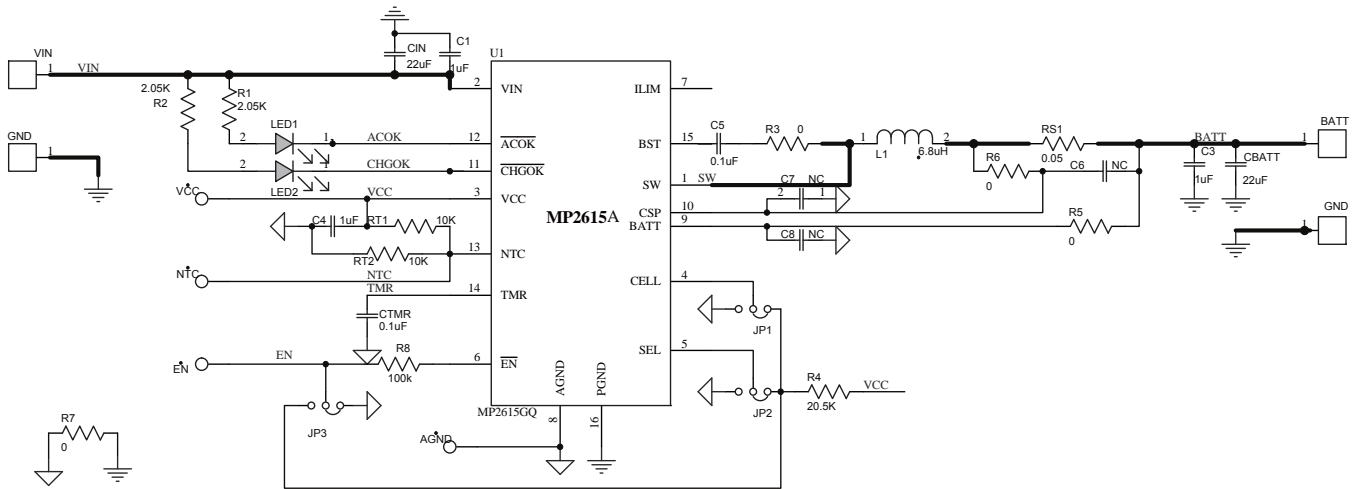 VIN
1
VIN
CIN
22uF
C1
1uF
U1
2.05K
R2
R1
2.05K
2
VIN
ILIM
7
GND
1
LED1
2
1
ACOK
12
ACOK
BST
15
C5
0.1uF
R3
0
1
L1
2
6.8uH
RS1
0.05
BATT
1
BATT
2
1
CHGOK
11
CHGOK
LED2
R6
0
C6
NC
C3
1uF
CBATT
22uF
VCC
VCC
3
VCC
MP2615A
SW
1
SW
2
C7
NC
1
CSP
10
C4
1uF
RT1
10K
BATT
9
C8
NC
R5
0
GND
1
RT2
10K
13
NTC
NTC
NTC
CELL
4
TMR
14
TMR
CTMR
0.1uF
JP1
EN
EN
R8
100k
6
EN
SEL
5
AGND
PGND
JP2
R4
20.5K
VCC
MP2615GQ
8
16
JP3
AGND
R7
0